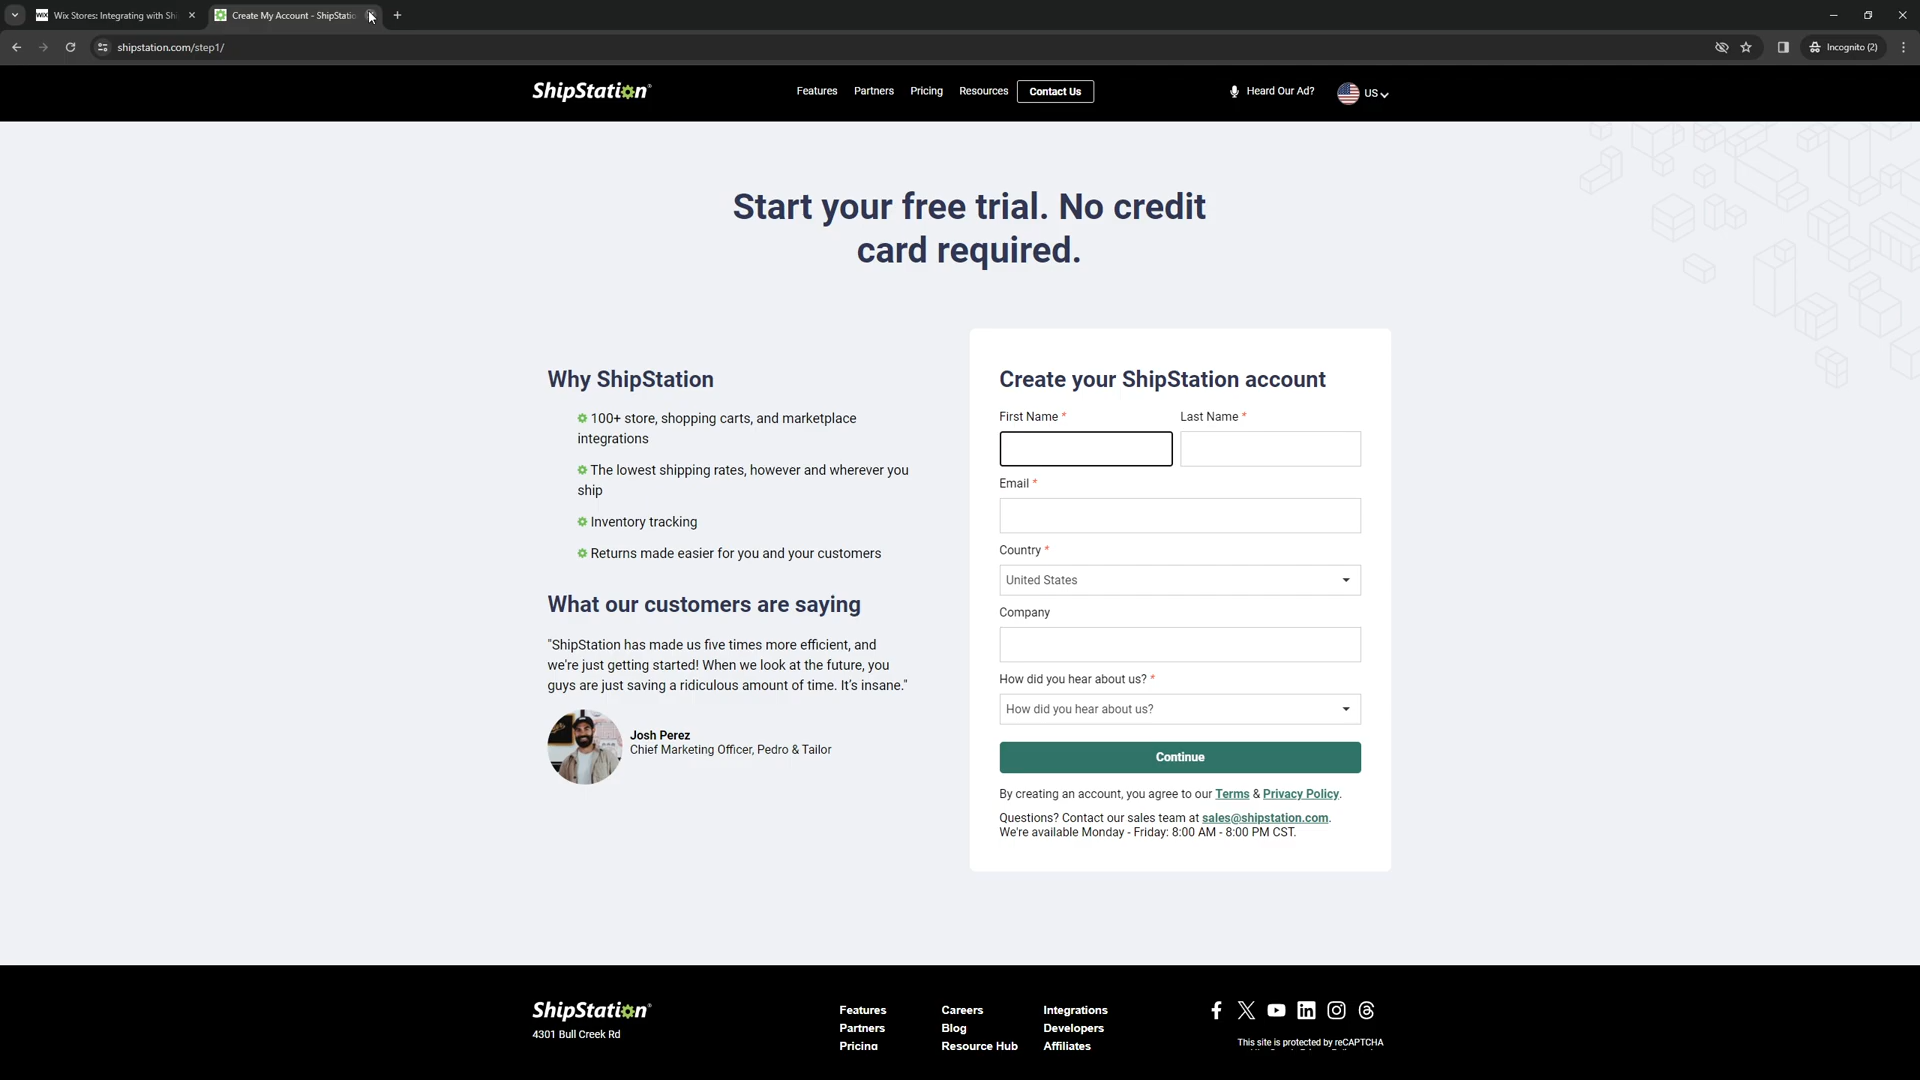 Wix Stores: Integrating with Shi
Create My Account - ShipStatio
shipstation.com/step1/
Incognito (2)
ShipStation
Features
Partners
Pricing
Resources
Contact Us
Heard Our Ad?
US
Start your free trial. No credit
card required.
Why ShipStation
100+ store, shopping carts, and marketplace
integrations
The lowest shipping rates, however and wherever you
ship
Inventory tracking
Returns made easier for you and your customers
What our customers are saying
"ShipStation has made us five times more efficient, and
we're just getting started! When we look at the future, you
guys are just saving a ridiculous amount of time. It's insane."
Josh Perez
Chief Marketing Officer, Pedro & Tailor
Create your ShipStation account
First Name *
Last Name *
Email *
Country *
United States
Company
How did you hear about us? *
How did you hear about us?
Continue
By creating an account, you agree to our Terms & Privacy Policy.
Questions? Contact our sales team at sales@shipstation.com.
We're available Monday - Friday: 8:00 AM - 8:00 PM CST.
ShipStation
4301 Bull Creek Rd
Features
Partners
Pricing
Careers
Blog
Resource Hub
Integrations
Developers
Affiliates
This site is protected by reCAPTCHA